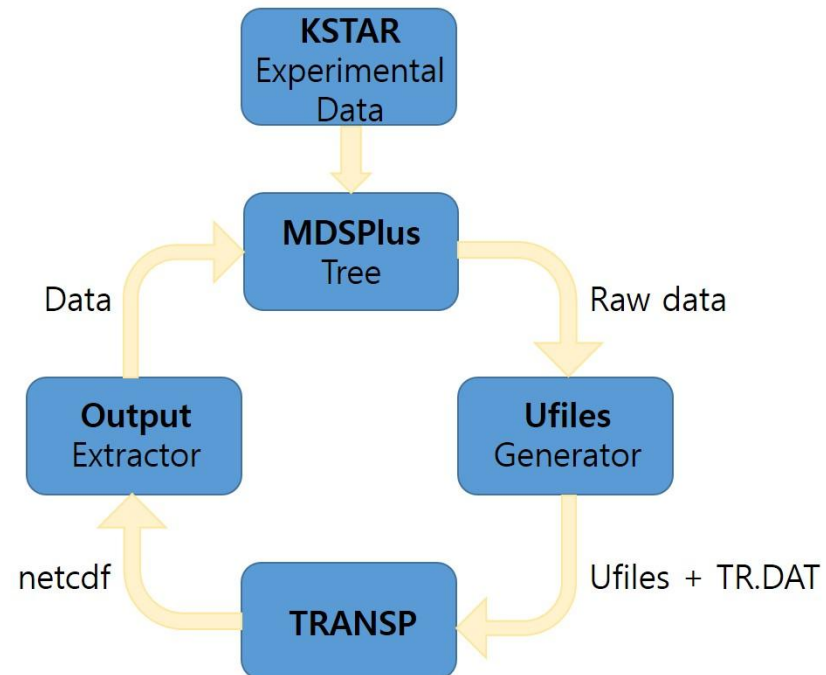 KSTAR
Experimental
Data
MDSPlus
Tree
Data
Raw data
Output
Extractor
Ufiles
Generator
netcdf
Ufiles + TR.DAT
TRANSP